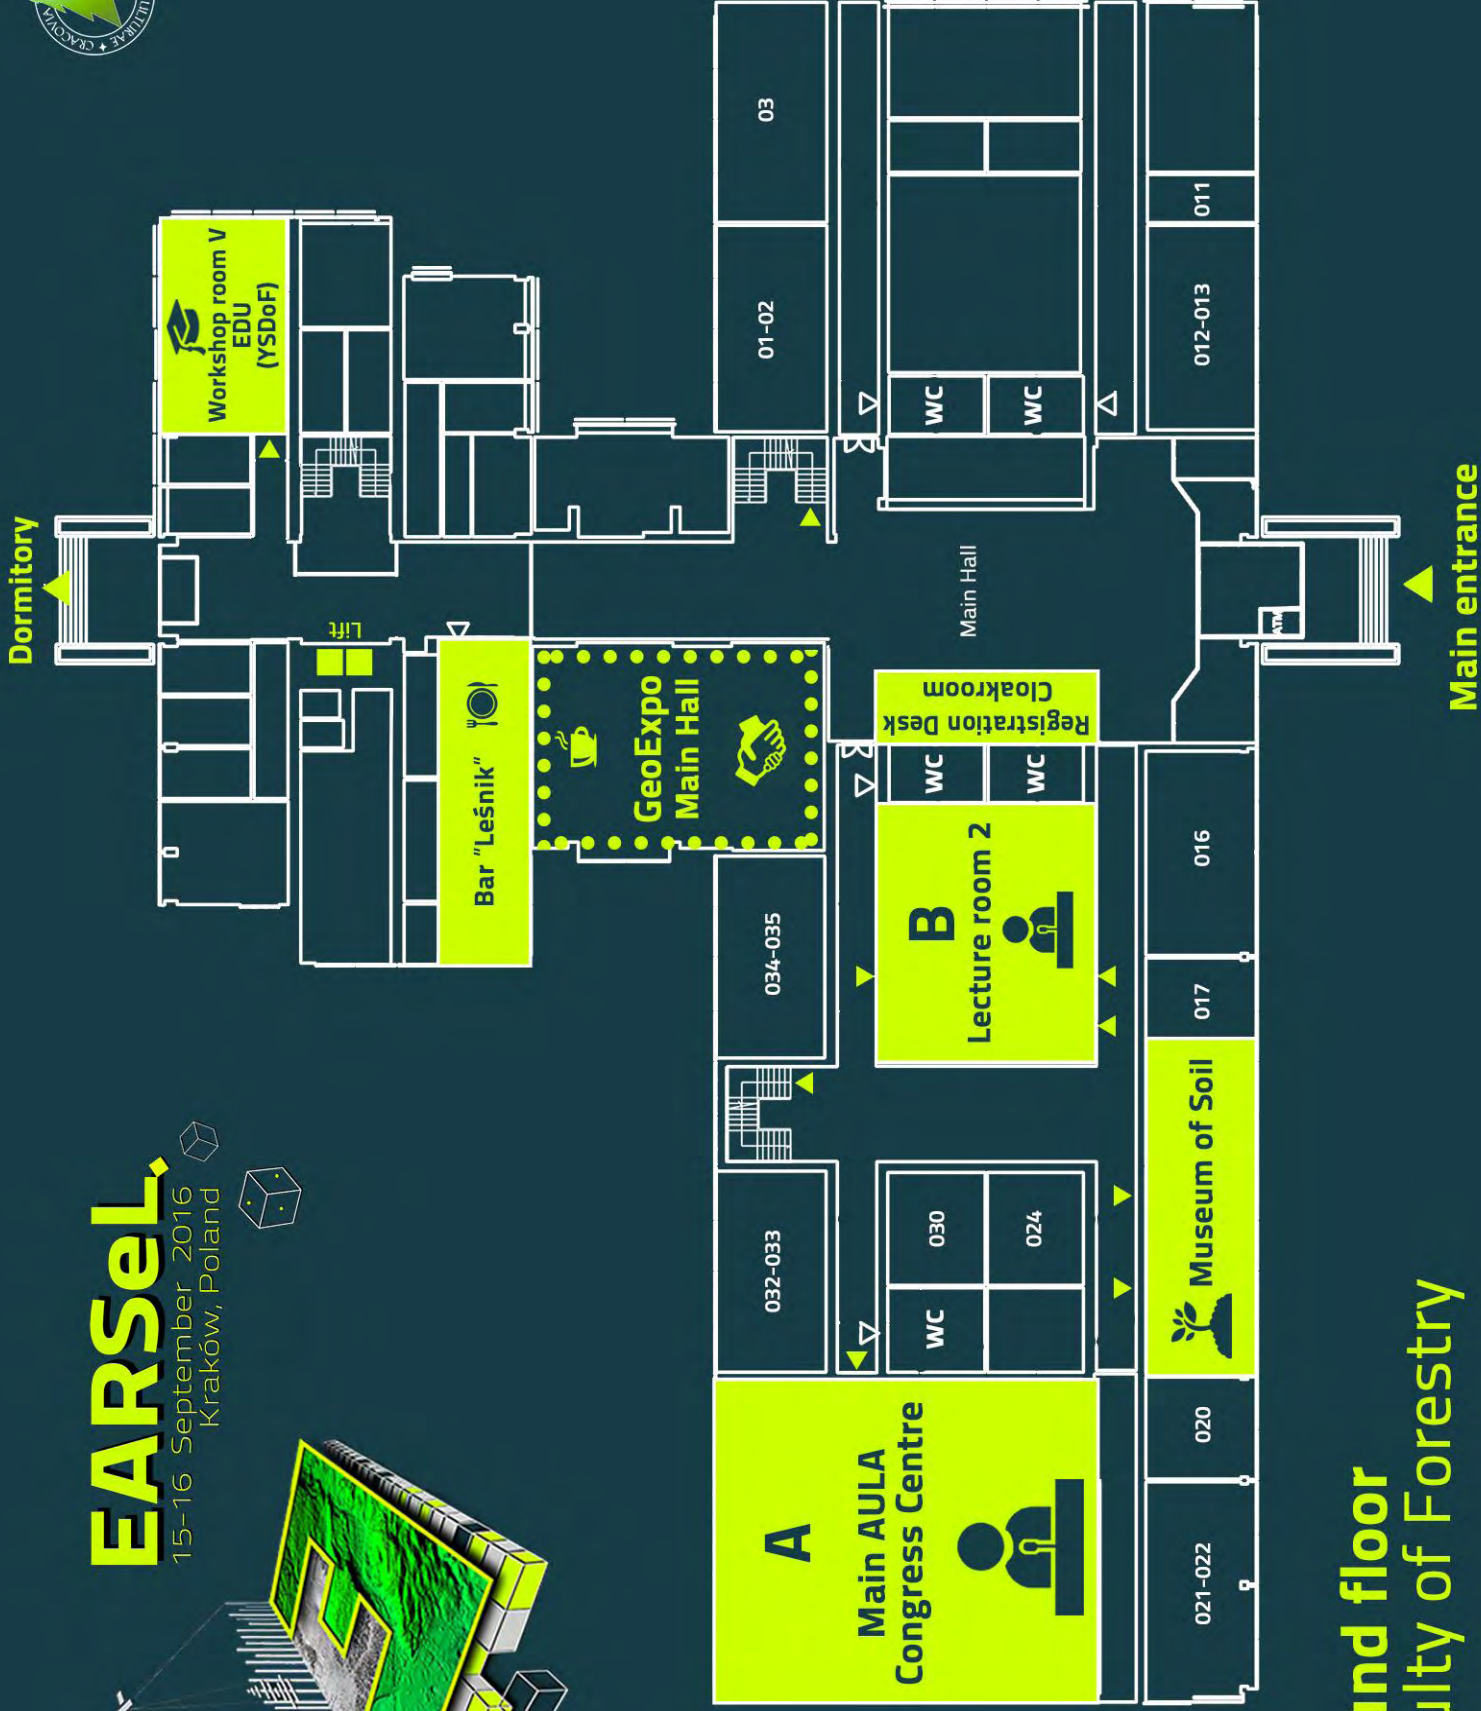 ULTURAE ✦ CRACOVIA
EARSeL
15-16 September 2016
Kraków, Poland
Dormitory
Workshop room V
EDU
(YSDoF)
Lift
Bar "Leśnik"
GeoExpo
Main Hall
03
01-02
034-035
032-033
A
Main AULA
Congress Centre
WC
WC
Main Hall
Registration Desk
Cloakroom
WC
WC
B
Lecture room 2
030
024
WC
011
012-013
016
017
Museum of Soil
020
021-022
ATM
Main entrance
und floor
ulty of Forestry